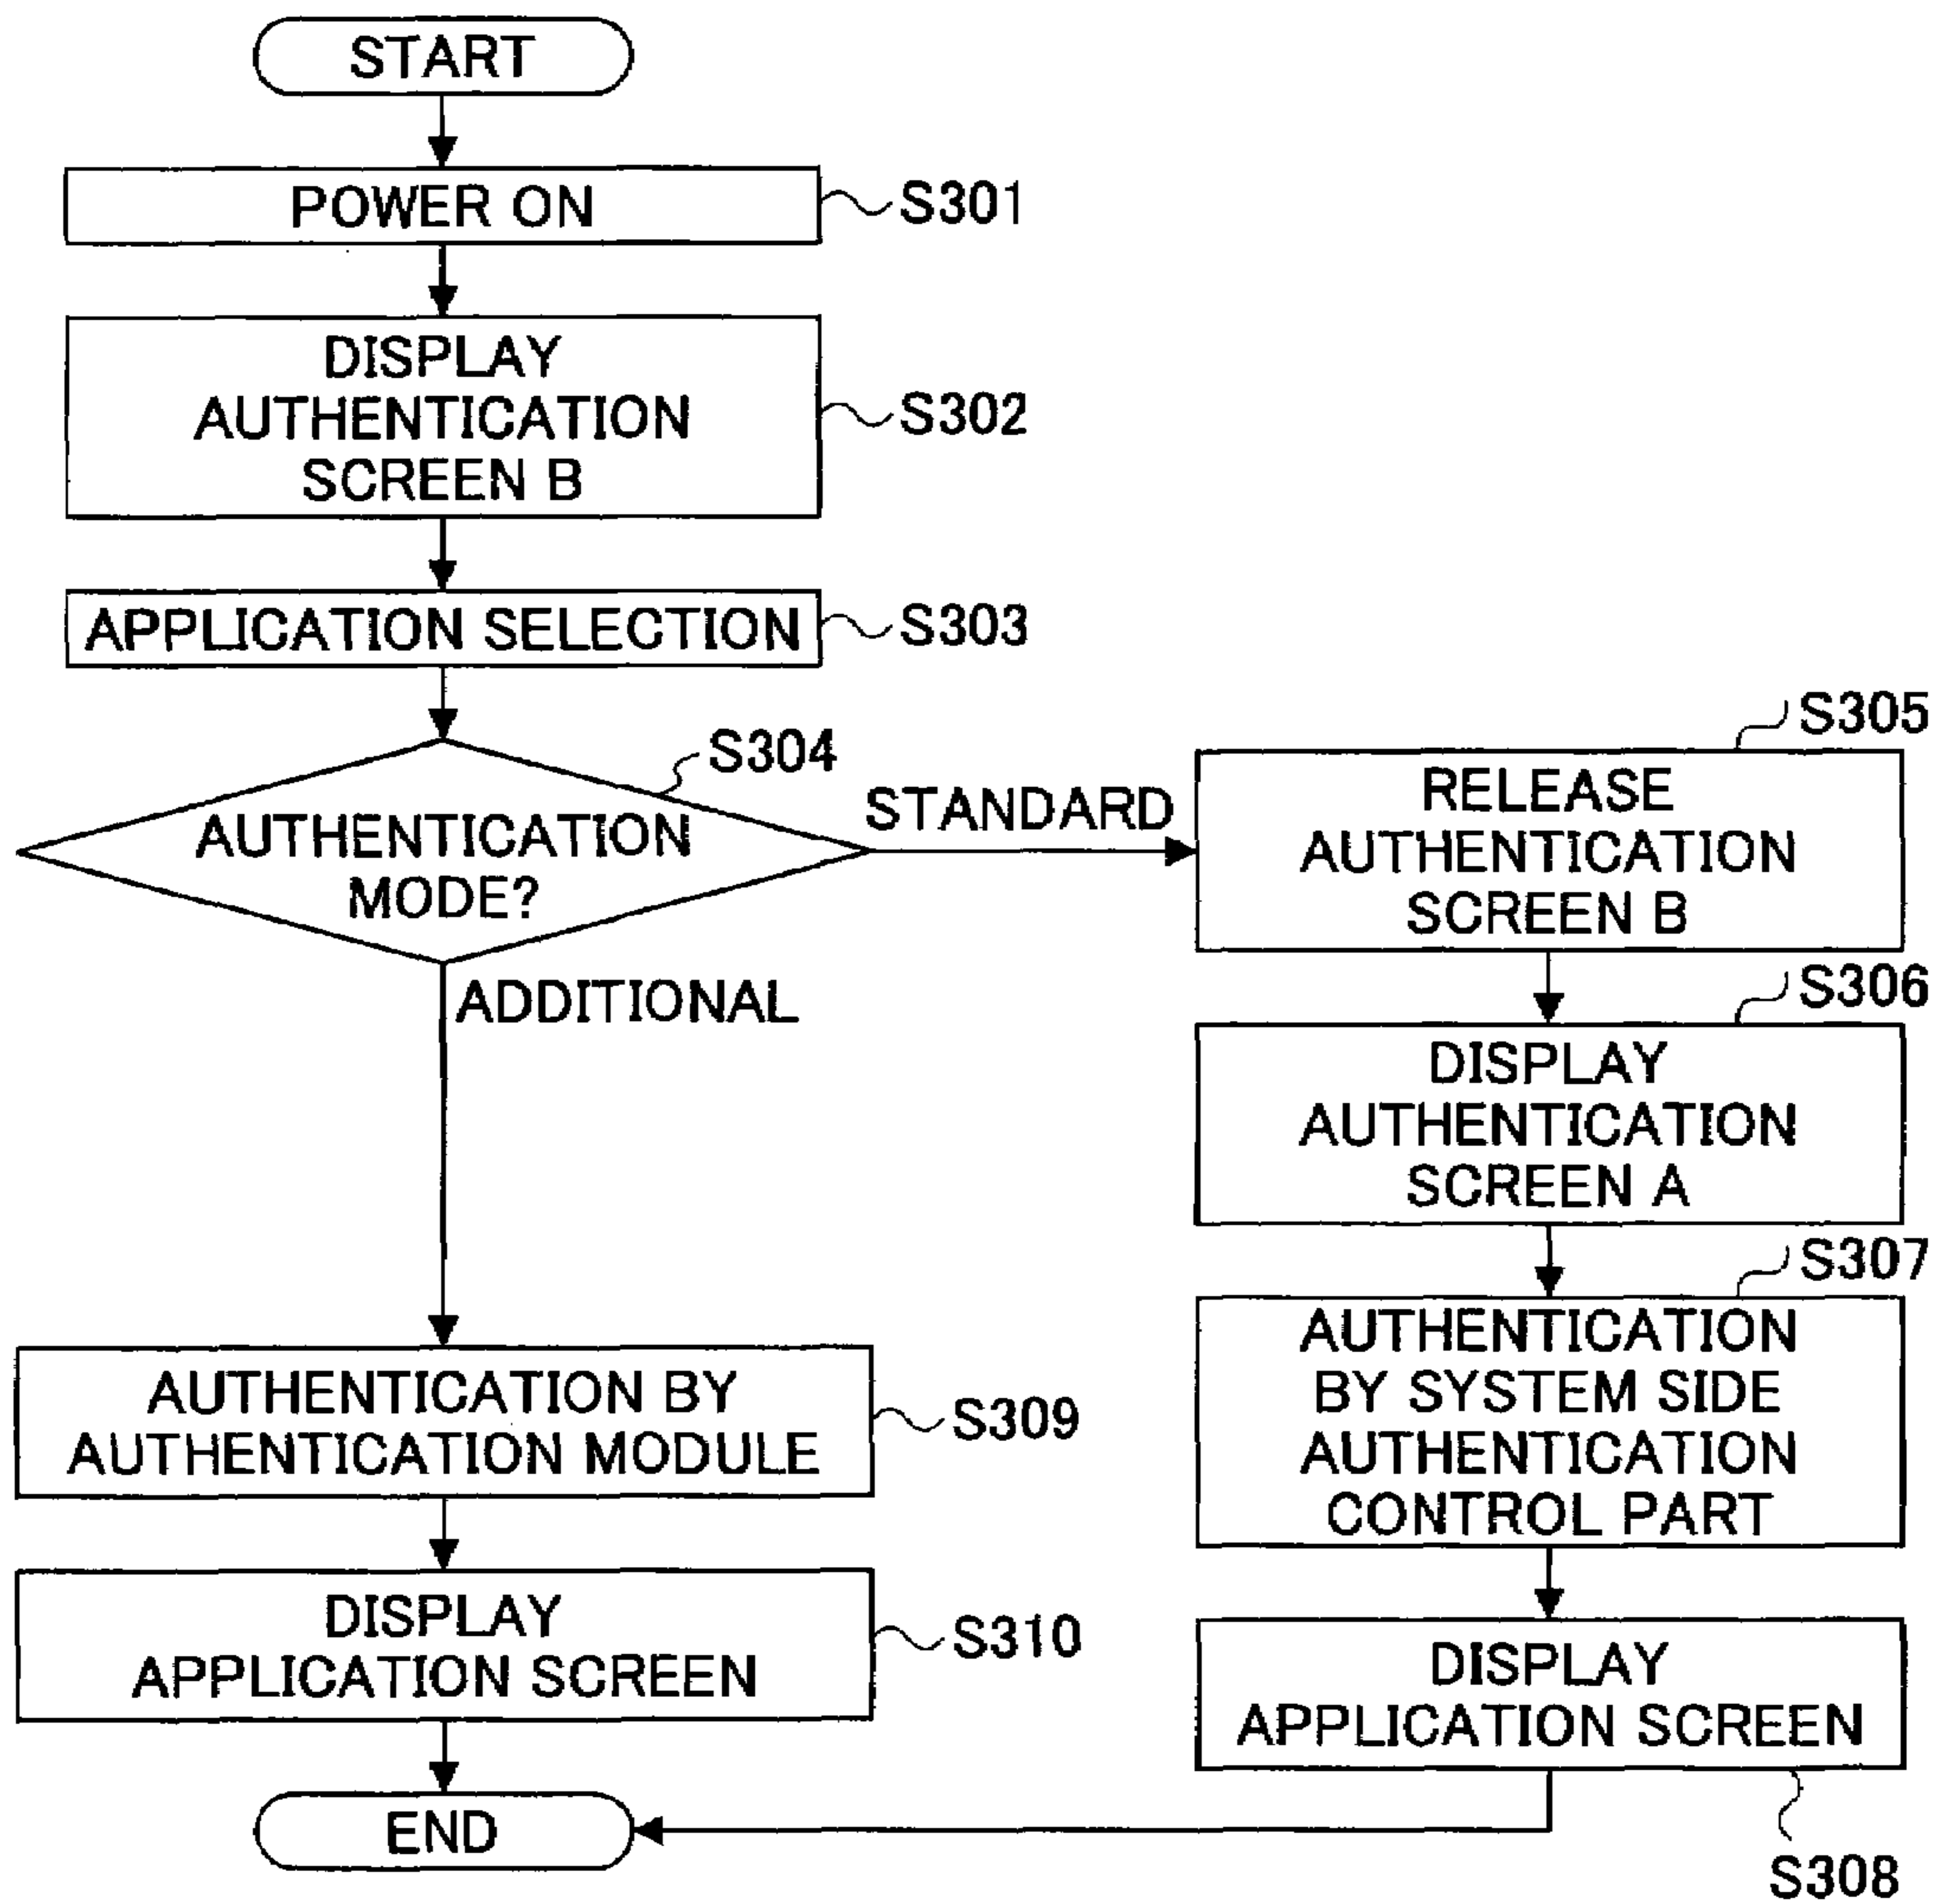 START
POWER ON
S301
DISPLAY
AUTHENTICATION
SCREEN B
S302
APPLICATION SELECTION
S303
S304
AUTHENTICATION
MODE?
STANDARD
ADDITIONAL
S305
RELEASE
AUTHENTICATION
SCREEN B
S306
DISPLAY
AUTHENTICATION
SCREEN A
S307
AUTHENTICATION
BY SYSTEM SIDE
AUTHENTICATION
CONTROL PART
DISPLAY
APPLICATION SCREEN
S308
AUTHENTICATION BY
AUTHENTICATION MODULE
S309
DISPLAY
APPLICATION SCREEN
S310
END